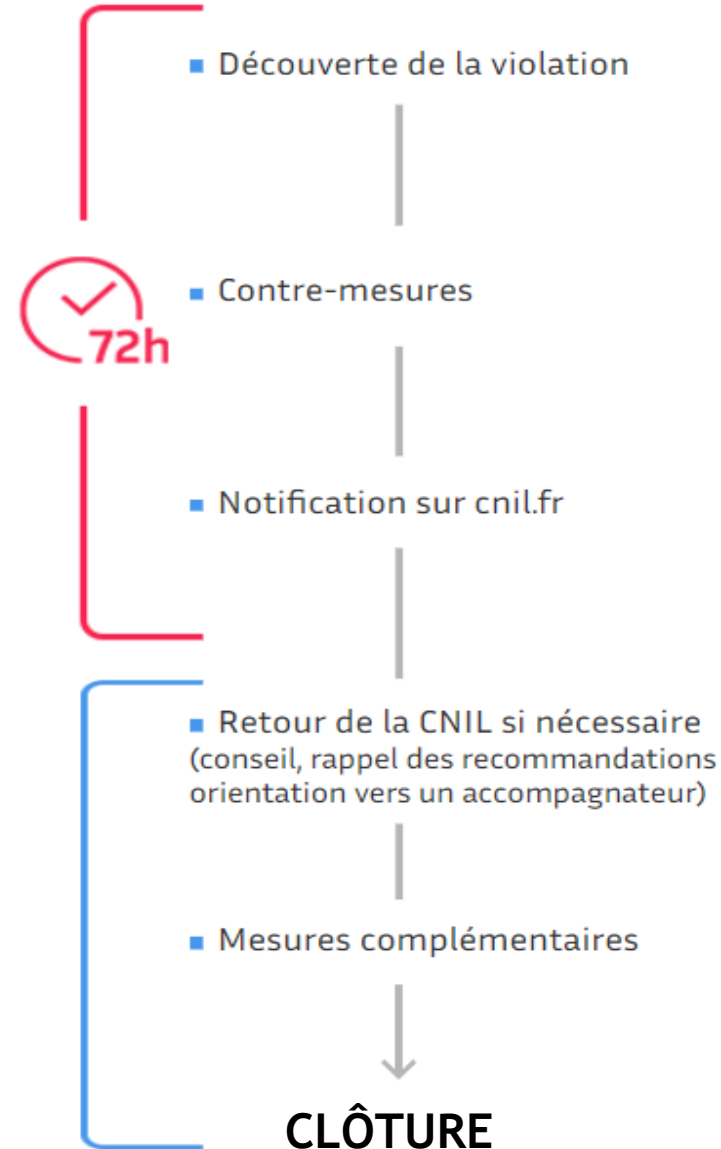 Découverte de la violation
Contre-mesures
72h
Notification sur cnil.fr
Retour de la CNIL si nécessaire
(conseil, rappel des recommandations
orientation vers un accompagnateur)
Mesures complémentaires
CLÔTURE